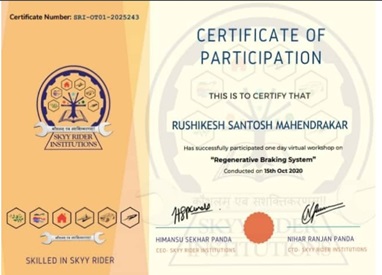 Certificate Number: SRI-OT01-2025243
CERTIFICATE OF
PARTICIPATION
THIS IS TO CERTIFY THAT
RUSHIKESH SANTOSH MAHENDRAKAR
Has successfully participated one day virtual workshop on
"Regenerative Braking System"
Conducted on 15th Oct 2020
SKYY RIDER
INSTITUTIONS
SKILLED IN SKYY RIDER
HIMANSU SEKHAR PANDA
CEO- SKYY RIDER INSTITUTIONS
NIHAR RANJAN PANDA
CTO- SKYY RIDER INSTITUTIONS